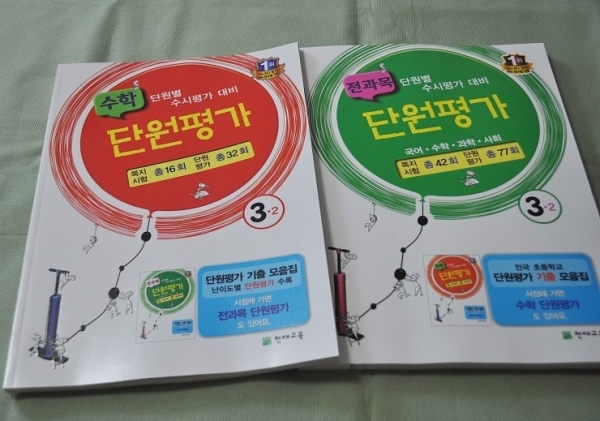 수학
단원별
수시평가 대비
단원평가
쪽지
시험
총 16회
단원
평가
총 32회
3-2
단원평가 기출 모음집
난이도별 단원평가 수록
서점에 가면
전과목 단원평가
도 있어요.
천재교육
전과목
단원별
수시평가 대비
단원평가
국어·수학·과학·사회
쪽지
시험
총 42회
단원
평가
총 77회
3-2
전국 초등학교
단원평가 기출 모음집
서점에 가면
수학 단원평가
도 있어요.
천재교육